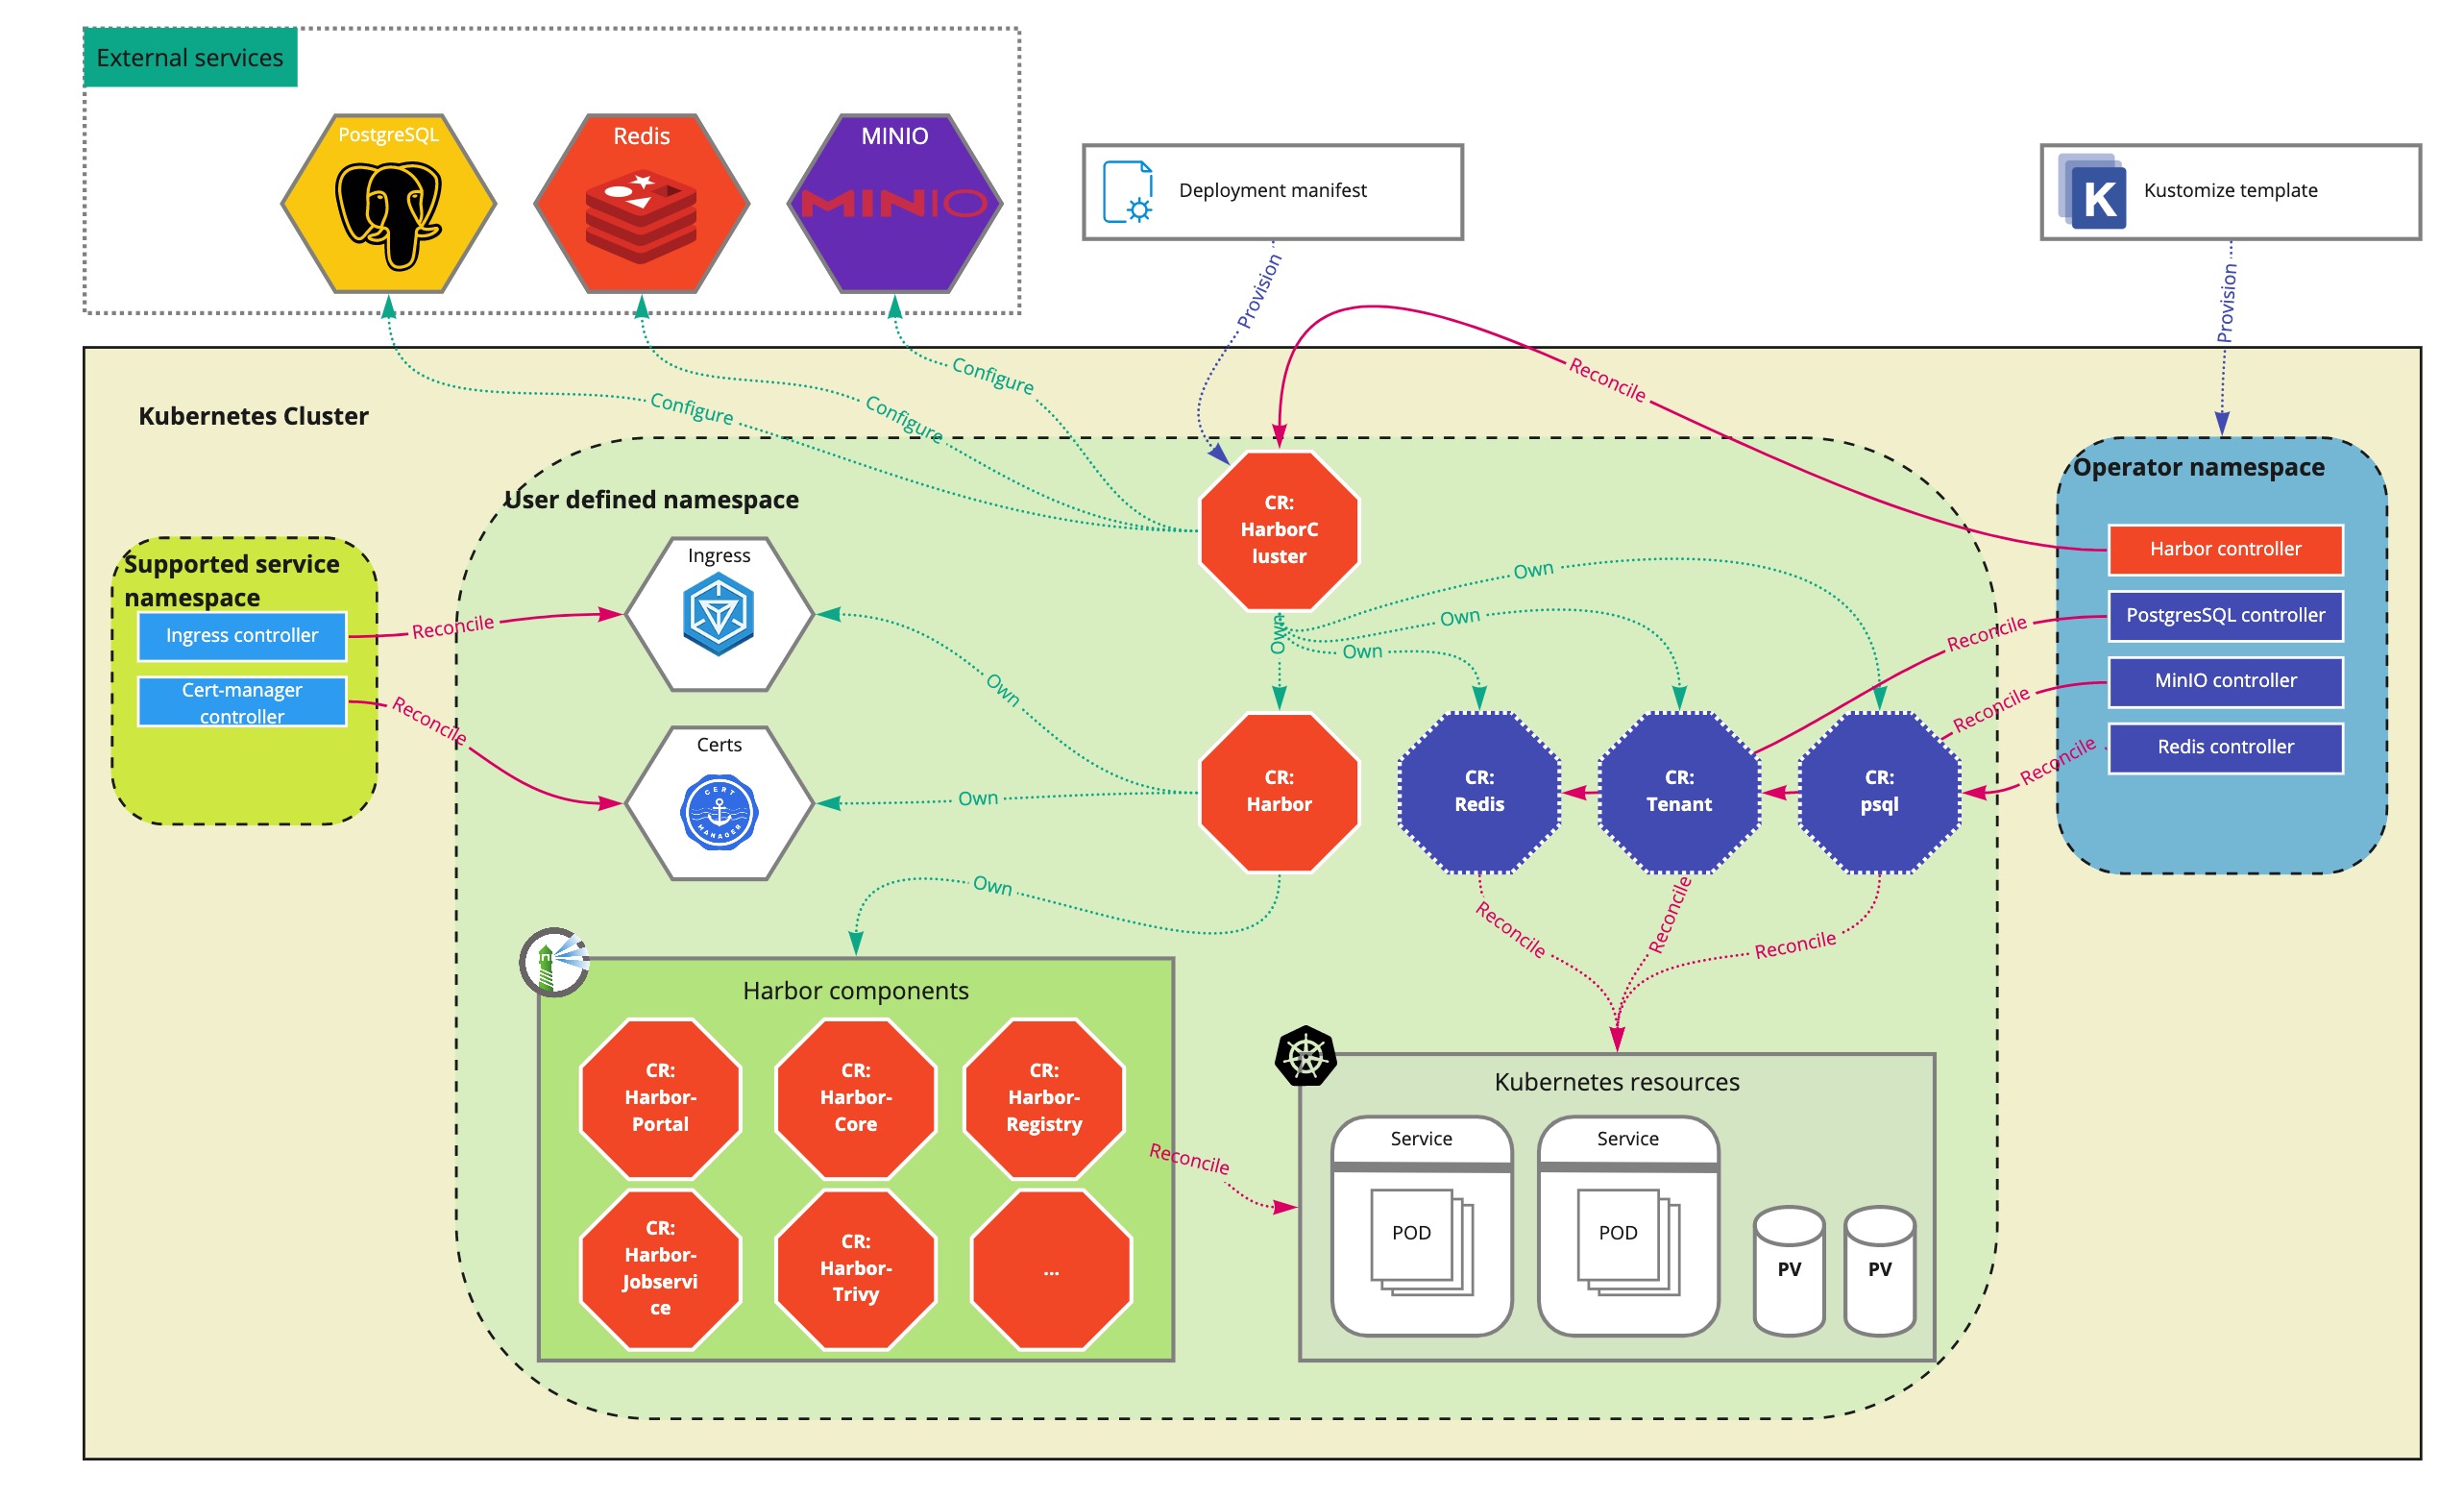 External services
PostgreSQL
Redis
MINIO
MINIO
Deployment manifest
K
Kustomize template
Provision
Provision
Configure
Configure
Configure
Reconcile
Kubernetes Cluster
User defined namespace
Operator namespace
CR:
HarborC
luster
Supported service
namespace
Ingress controller
Cert-manager
controller
Reconcile
Reconcile
Ingress
Certs
CERT
MANAGER
Own
Own
Own
Own
Own
Own
Own
Harbor controller
PostgresSQL controller
MinIO controller
Redis controller
Reconcile
Reconcile
Reconcile
CR:
Harbor
CR:
Redis
CR:
Tenant
CR:
psql
Reconcile
Reconcile
Reconcile
Harbor components
CR:
Harbor-
Portal
CR:
Harbor-
Core
CR:
Harbor-
Registry
CR:
Harbor-
Jobservi
ce
CR:
Harbor-
Trivy
...
Reconcile
Kubernetes resources
Service
POD
Service
POD
PV
PV